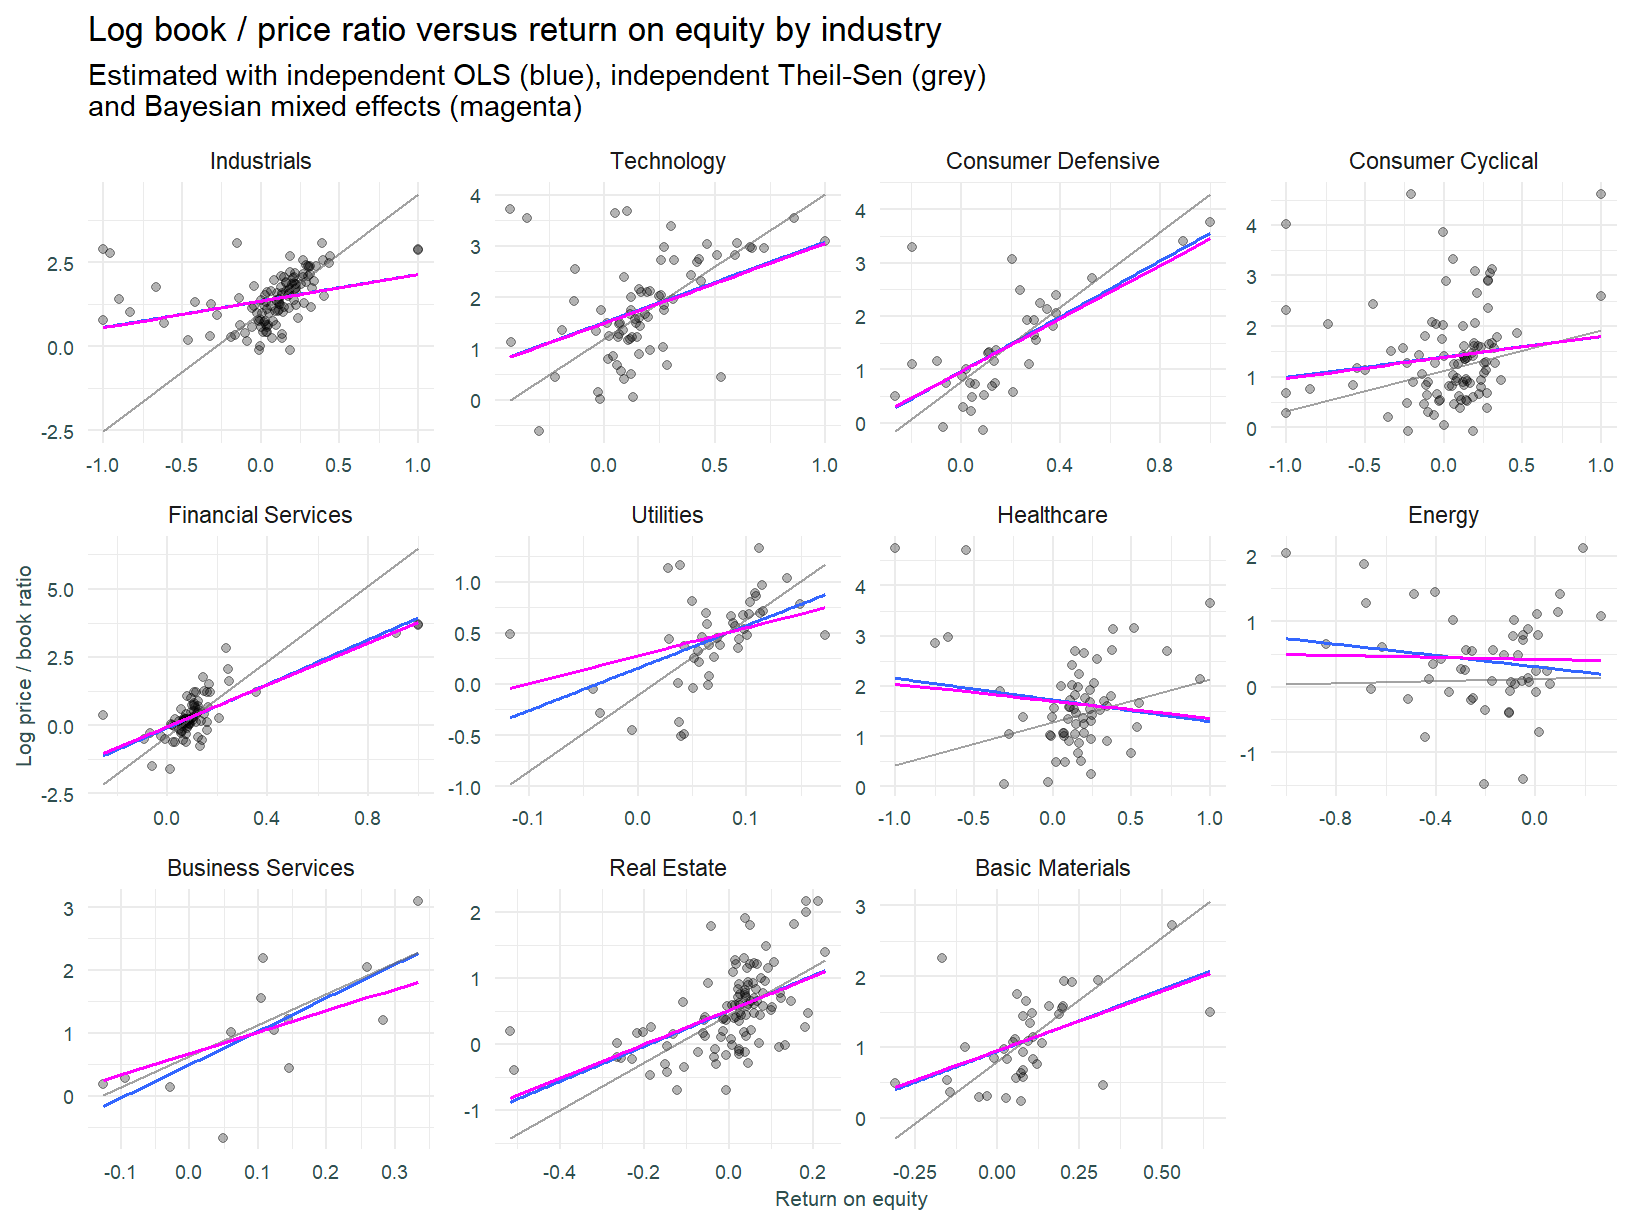 Log book / price ratio versus return on equity by industry
Estimated with independent OLS (blue), independent Theil-Sen (grey)
and Bayesian mixed effects (magenta)
Industrials
Technology
Consumer Defensive
Consumer Cyclical
2.5
0.0
-2.5
-1.0 -0.5 0.0 0.5 1.0
4
3
2
1
0
0.0 0.5 1.0
4
3
2
1
0
0.0 0.4 0.8
4
3
2
1
0
-1.0 -0.5 0.0 0.5 1.0
Financial Services
Utilities
Healthcare
Energy
Log price / book ratio
5.0
2.5
0.0
-2.5
0.0 0.4 0.8
1.0
0.5
0.0
-0.5
-1.0
-0.1 0.0 0.1
4
3
2
1
0
-1.0 -0.5 0.0 0.5 1.0
2
1
0
-1
-0.8 -0.4 0.0
Business Services
Real Estate
Basic Materials
3
2
1
0
-0.1 0.0 0.1 0.2 0.3
2
1
0
-1
-0.4 -0.2 0.0 0.2
3
2
1
0
-0.25 0.00 0.25 0.50
Return on equity